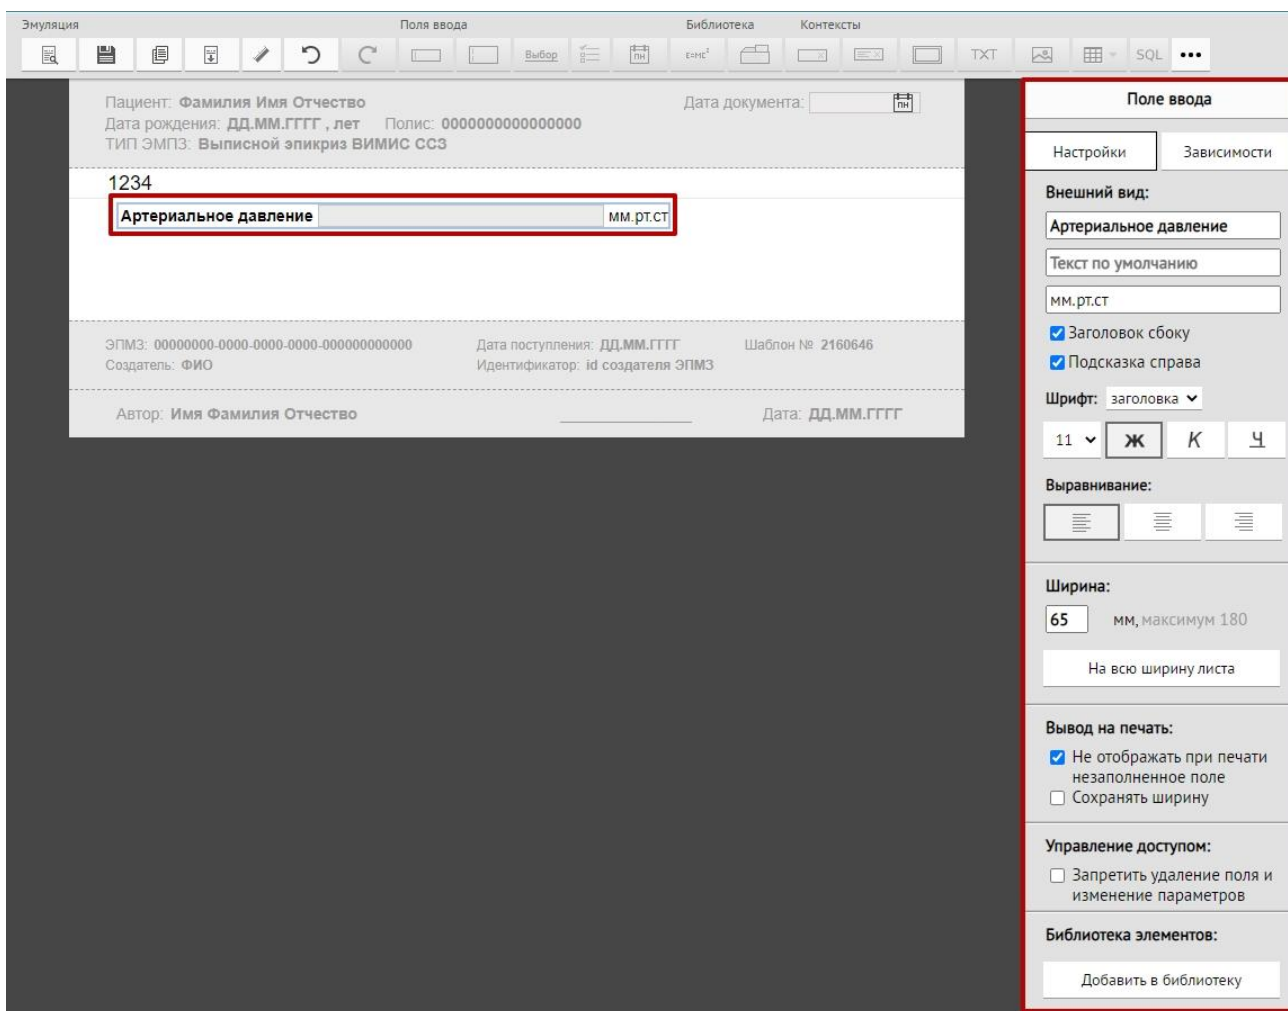 Эмуляция Поля ввода Библиотека Контексты
Выбор ПН E=MC² TXT SQL •••
Пациент: Фамилия Имя Отчество Дата документа: ПН
Дата рождения: ДД.ММ.ГГГГ , лет Полис: 0000000000000000
ТИП ЭМПЗ: Выписной эпикриз ВИМИС ССЗ
1234
Артериальное давление мм.рт.ст
ЭПМЗ: 00000000-0000-0000-0000-000000000000 Дата поступления: ДД.ММ.ГГГГ Шаблон № 2160646
Создатель: ФИО Идентификатор: id создателя ЭПМЗ
Автор: Имя Фамилия Отчество Дата: ДД.ММ.ГГГГ
Поле ввода
Настройки Зависимости
Внешний вид:
Артериальное давление
Текст по умолчанию
мм.рт.ст
Заголовок сбоку
Подсказка справа
Шрифт: заголовка
11 Ж К Ч
Выравнивание:
Ширина:
65 мм, максимум 180
На всю ширину листа
Вывод на печать:
Не отображать при печати
незаполненное поле
Сохранять ширину
Управление доступом:
Запретить удаление поля и
изменение параметров
Библиотека элементов:
Добавить в библиотеку